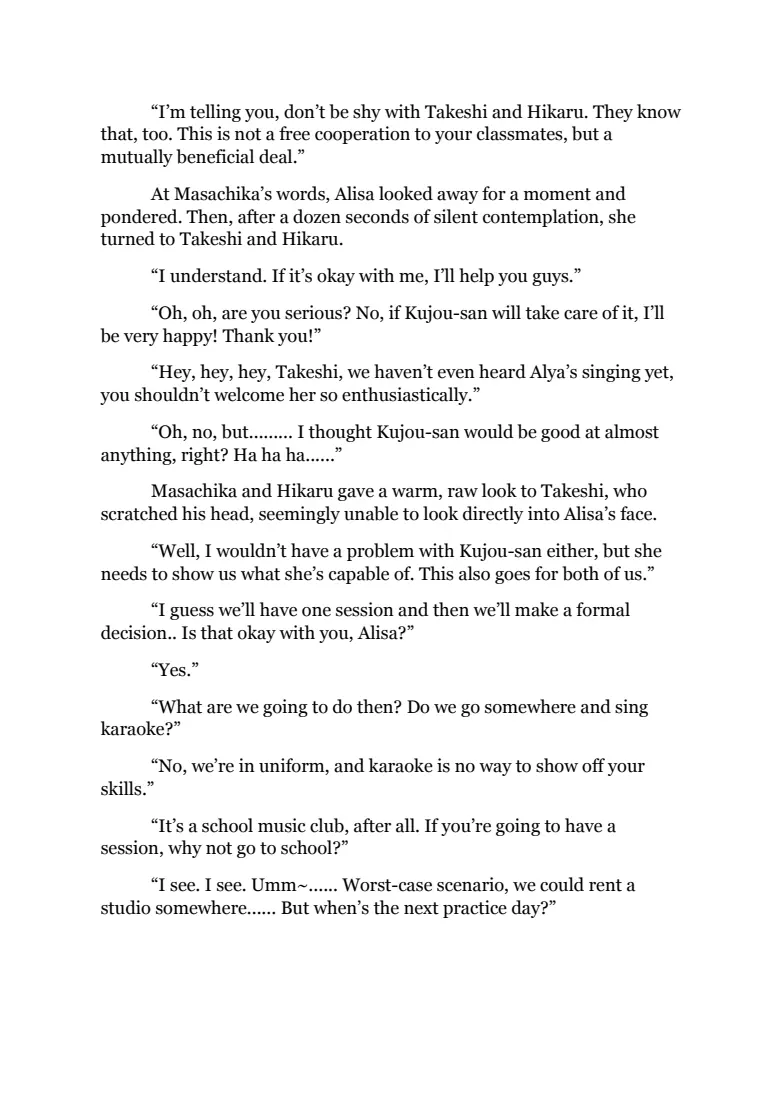 “I’m telling you, don’t be shy with Takeshi and Hikaru. They know
that, too. This is not a free cooperation to your classmates, but a
mutually beneficial deal.”
At Masachika’s words, Alisa looked away for a moment and
pondered. Then, after a dozen seconds of silent contemplation, she
turned to Takeshi and Hikaru.
“I understand. If it’s okay with me, I’ll help you guys.”
“Oh, oh, are you serious? No, if Kujou-san will take care of it, I’ll
be very happy! Thank you!”
“Hey, hey, hey, Takeshi, we haven’t even heard Alya’s singing yet,
you shouldn’t welcome her so enthusiastically.”
“Oh, no, but……… I thought Kujou-san would be good at almost
anything, right? Ha ha ha……”
Masachika and Hikaru gave a warm, raw look to Takeshi, who
scratched his head, seemingly unable to look directly into Alisa’s face.
“Well, I wouldn’t have a problem with Kujou-san either, but she
needs to show us what she’s capable of. This also goes for both of us.”
“I guess we’ll have one session and then we’ll make a formal
decision.. Is that okay with you, Alisa?”
“Yes.”
“What are we going to do then? Do we go somewhere and sing
karaoke?”
“No, we’re in uniform, and karaoke is no way to show off your
skills.”
“It’s a school music club, after all. If you’re going to have a
session, why not go to school?”
“I see. I see. Umm~…… Worst-case scenario, we could rent a
studio somewhere…… But when’s the next practice day?”